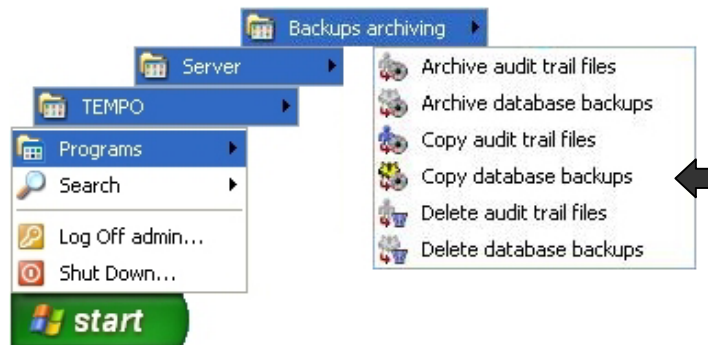 Backups archiving
Server
TEMPO
Programs
Search
Log Off admin...
Shut Down...
start
Archive audit trail files
Archive database backups
Copy audit trail files
Copy database backups
Delete audit trail files
Delete database backups